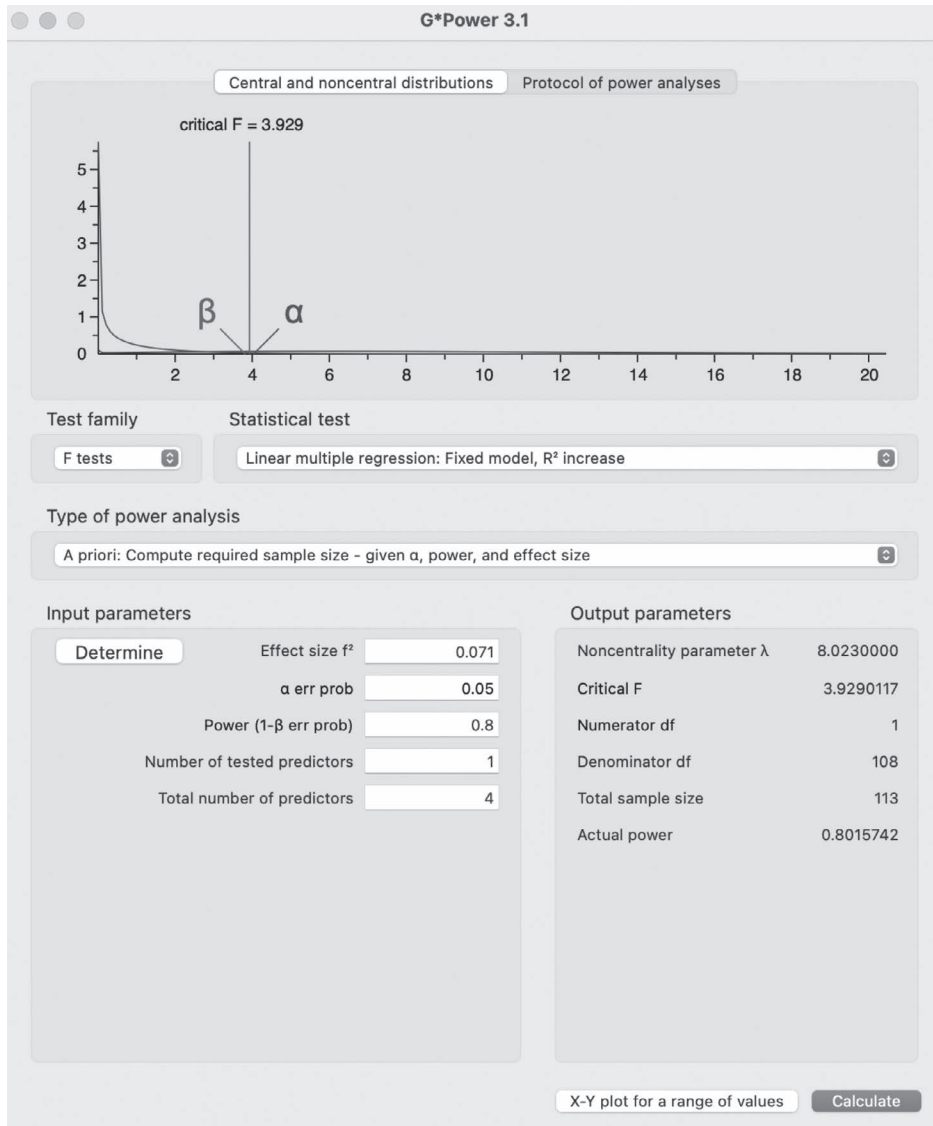 G*Power 3.1
Central and noncentral distributions Protocol of power analyses
critical F = 3.929
5
4
3
2
1
0
β α
2 4 6 8 10 12 14 16 18 20
Test family Statistical test
F tests Linear multiple regression: Fixed model, R² increase
Type of power analysis
A priori: Compute required sample size - given α, power, and effect size
Input parameters Output parameters
Determine Effect size f² 0.071 Noncentrality parameter λ 8.0230000
α err prob 0.05 Critical F 3.9290117
Power (1-β err prob) 0.8 Numerator df 1
Number of tested predictors 1 Denominator df 108
Total number of predictors 4 Total sample size 113
Actual power 0.8015742
X-Y plot for a range of values Calculate